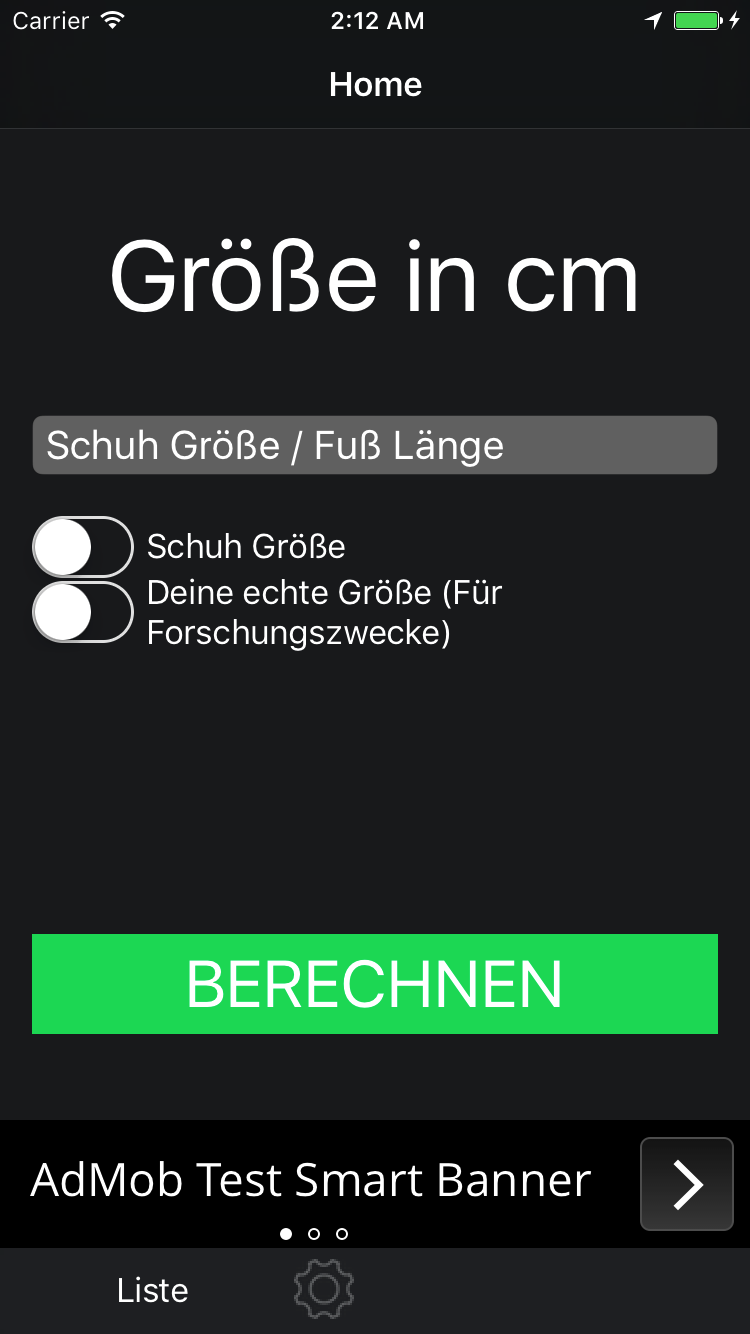 Carrier
2:12 AM
Home
Größe in cm
Schuh Größe / Fuß Länge
Schuh Größe
Deine echte Größe (Für
Forschungszwecke)
BERECHNEN
AdMob Test Smart Banner
Liste